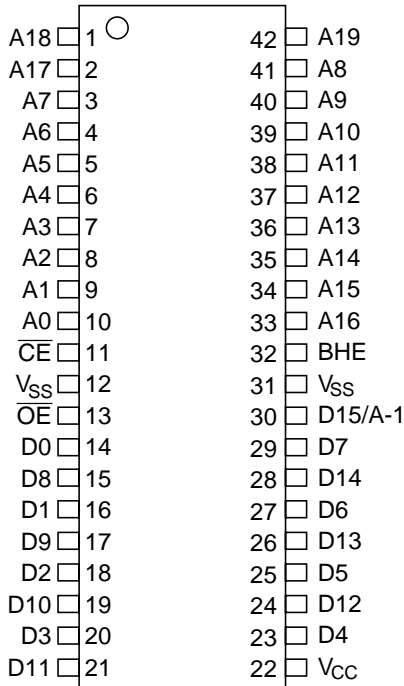 A18 1 42 A19
A17 2 41 A8
A7 3 40 A9
A6 4 39 A10
A5 5 38 A11
A4 6 37 A12
A3 7 36 A13
A2 8 35 A14
A1 9 34 A15
A0 10 33 A16
C̅E̅ 11 32 BHE
VSS 12 31 VSS
O̅E̅ 13 30 D15/A-1
D0 14 29 D7
D8 15 28 D14
D1 16 27 D6
D9 17 26 D13
D2 18 25 D5
D10 19 24 D12
D3 20 23 D4
D11 21 22 VCC